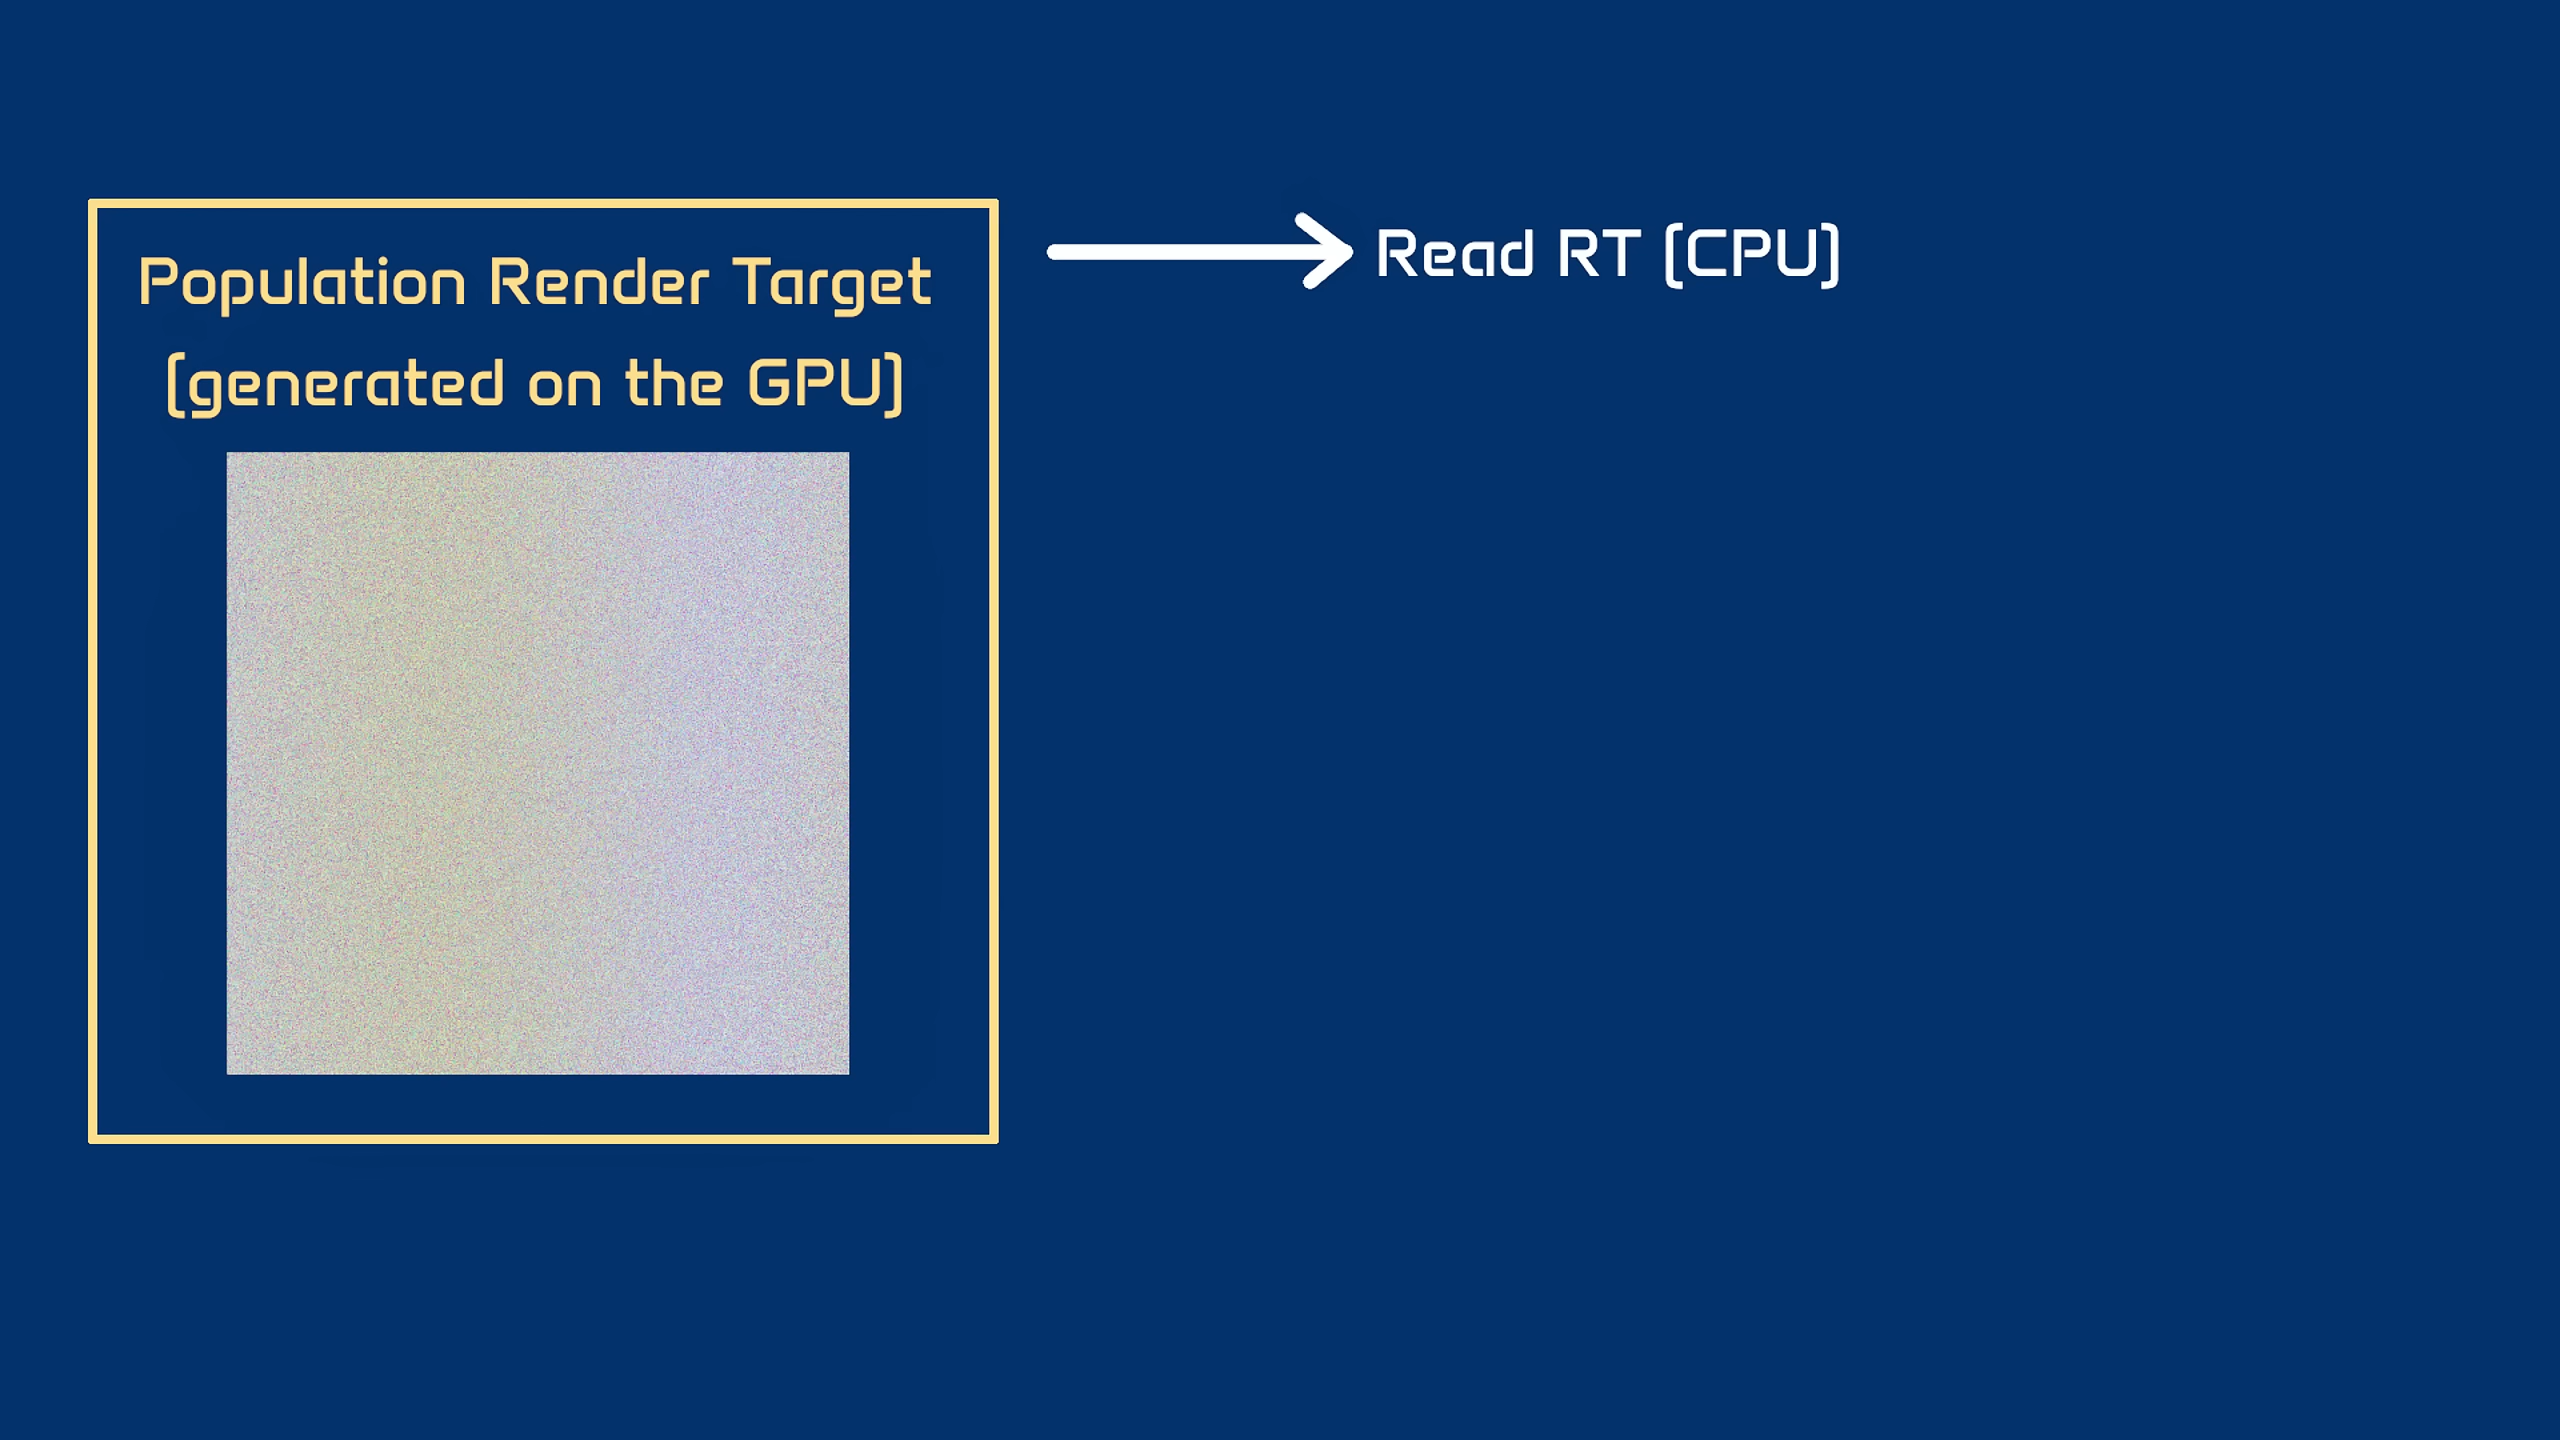 Population Render Target
(generated on the GPU)
Read RT (CPU)